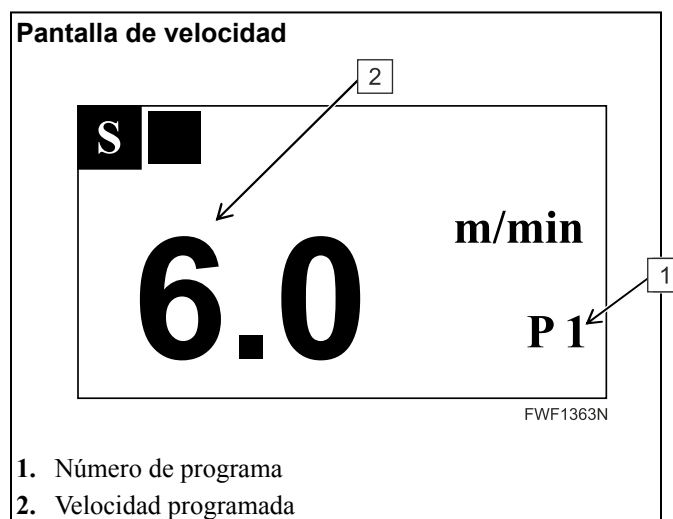 Pantalla de velocidad
2
S
m/min
6.0
1
P 1
FWF1363N
1. Número de programa
2. Velocidad programada